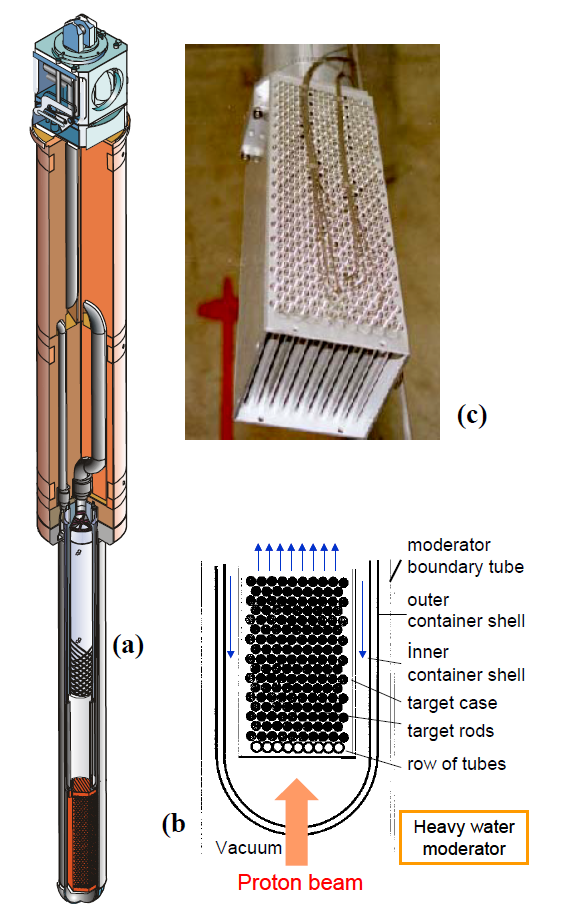 (c)
(a)
moderator
boundary tube
outer
container shell
inner
container shell
target case
target rods
row of tubes
(b)
Vacuum
Heavy water
moderator
Proton beam